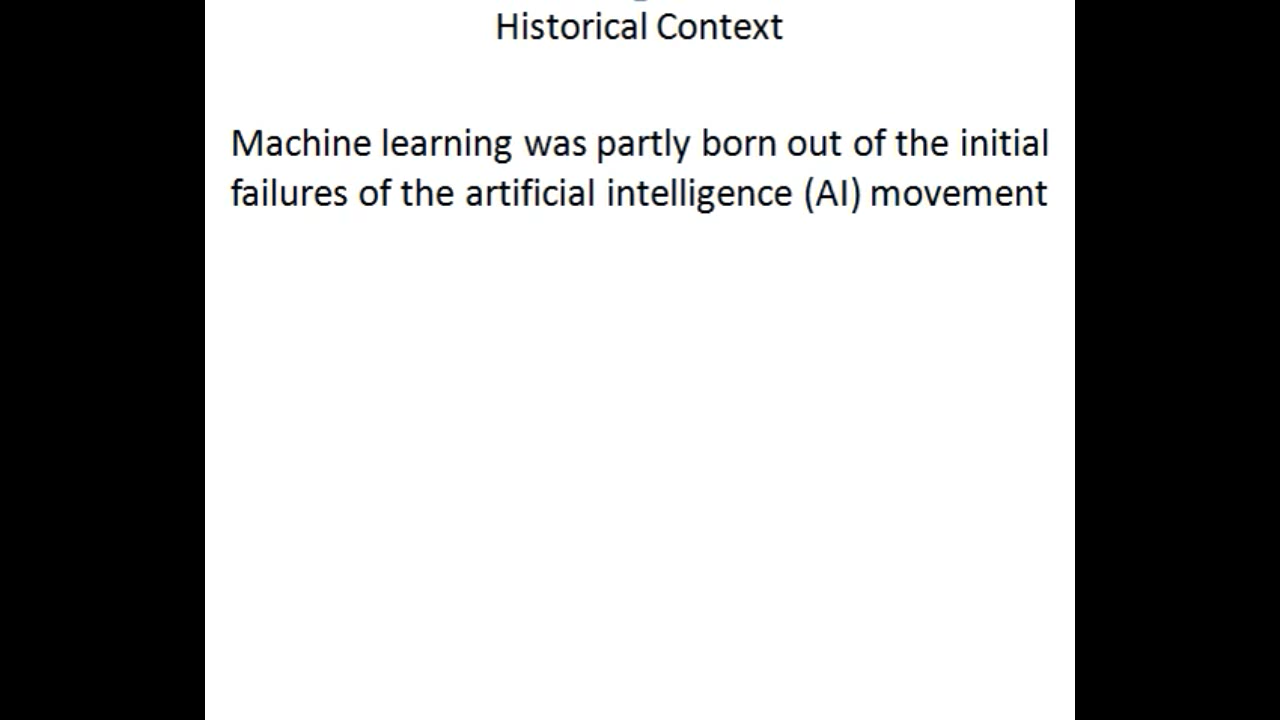 Historical Context
Machine learning was partly born out of the initial
failures of the artificial intelligence (AI) movement